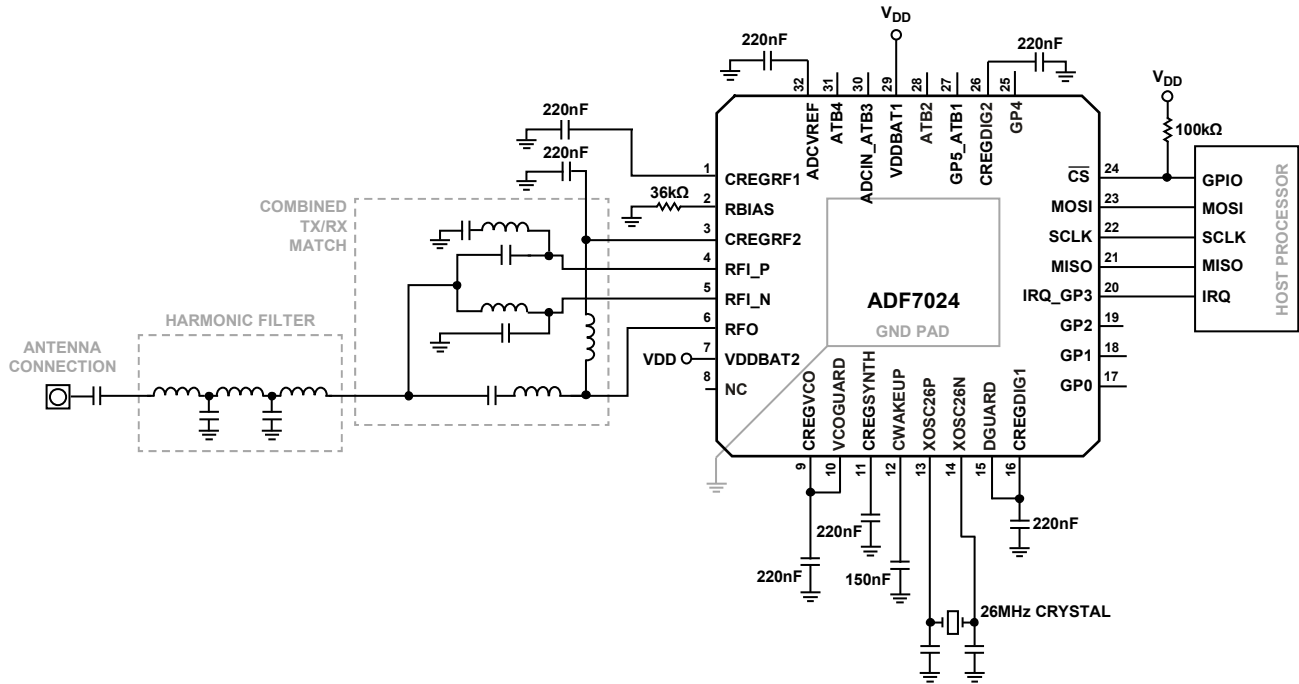 V_DD
220nF
220nF
32
31
30
29
28
27
26
25
ADCVREF
ATB4
ADCIN_ATB3
VDDBAT1
ATB2
GP5_ATB1
CREGDIG2
GP4
V_DD
100kΩ
220nF
220nF
36kΩ
COMBINED
TX/RX
MATCH
HARMONIC FILTER
ANTENNA
CONNECTION
VDD
1 CREGRF1
2 RBIAS
3 CREGRF2
4 RFI_P
5 RFI_N
6 RFO
7 VDDBAT2
8 NC
ADF7024
GND PAD
CS 24
MOSI 23
SCLK 22
MISO 21
IRQ_GP3 20
GP2 19
GP1 18
GP0 17
GPIO
MOSI
SCLK
MISO
IRQ
HOST PROCESSOR
CREGVCO
VCOGUARD
CREGSYNTH
CWAKEUP
XOSC26P
XOSC26N
DGUARD
CREGDIG1
9
10
11
12
13
14
15
16
220nF
220nF
220nF
150nF
26MHz CRYSTAL